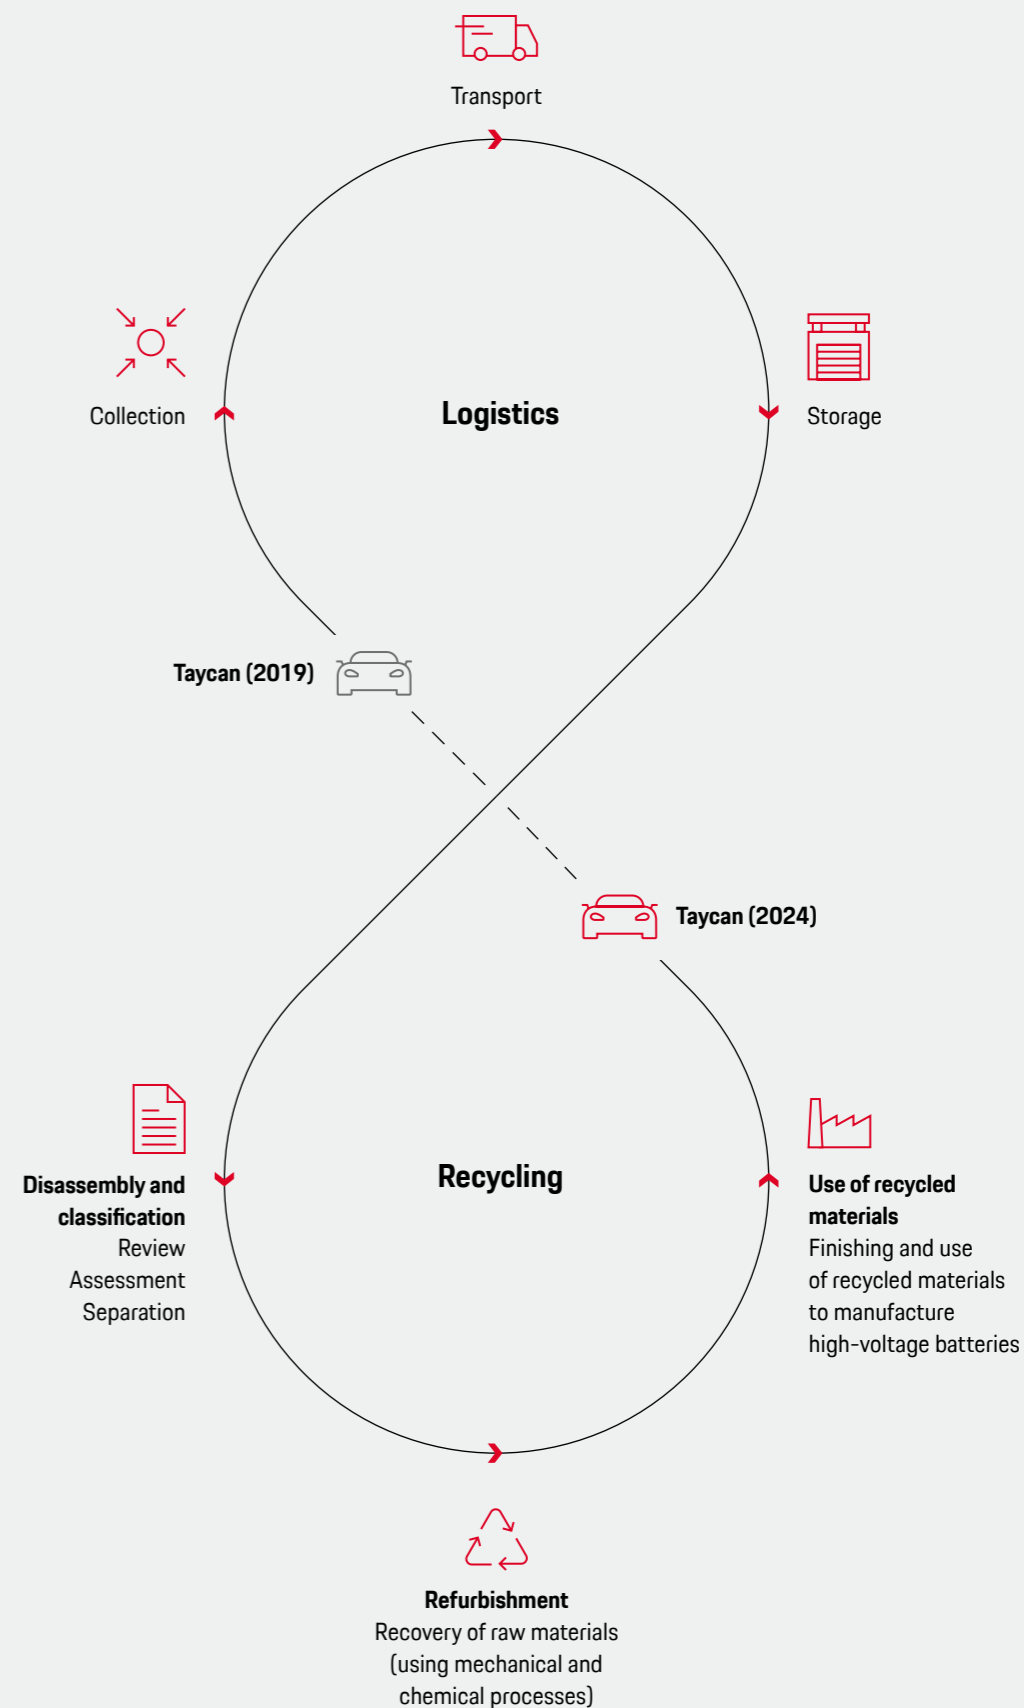 Transport
Collection
Logistics
Storage
Taycan (2019)
Taycan (2024)
Disassembly and
classification
Review
Assessment
Separation
Recycling
Use of recycled
materials
Finishing and use
of recycled materials
to manufacture
high-voltage batteries
Refurbishment
Recovery of raw materials
(using mechanical and
chemical processes)